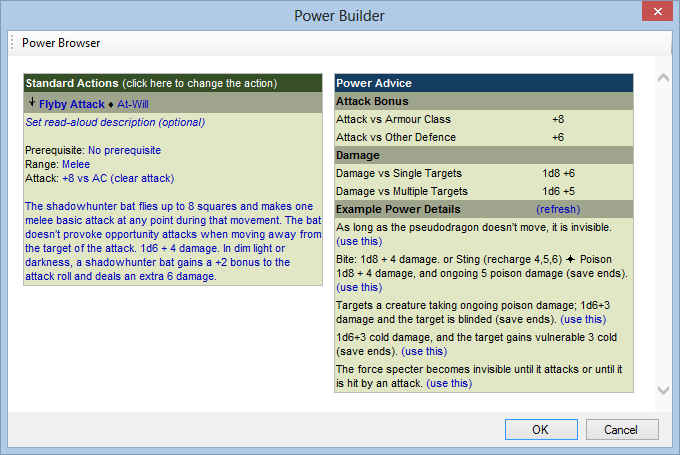 Power Builder
Power Browser
Standard Actions (click here to change the action)
Flyby Attack ♦ At-Will
Set read-aloud description (optional)
Prerequisite: No prerequisite
Range: Melee
Attack: +8 vs AC (clear attack)
The shadowhunter bat flies up to 8 squares and makes one
melee basic attack at any point during that movement. The bat
doesn't provoke opportunity attacks when moving away from
the target of the attack. 1d6 + 4 damage. In dim light or
darkness, a shadowhunter bat gains a +2 bonus to the
attack roll and deals an extra 6 damage.
Power Advice
Attack Bonus
Attack vs Armour Class +8
Attack vs Other Defence +6
Damage
Damage vs Single Targets 1d8 +6
Damage vs Multiple Targets 1d6 +5
Example Power Details (refresh)
As long as the pseudodragon doesn't move, it is invisible.
(use this)
Bite: 1d8 + 4 damage. or Sting (recharge 4,5,6) ✦ Poison
1d8 + 4 damage, and ongoing 5 poison damage (save ends).
(use this)
Targets a creature taking ongoing poison damage; 1d6+3
damage and the target is blinded (save ends). (use this)
1d6+3 cold damage, and the target gains vulnerable 3 cold
(save ends). (use this)
The force specter becomes invisible until it attacks or until
it is hit by an attack. (use this)
OK
Cancel